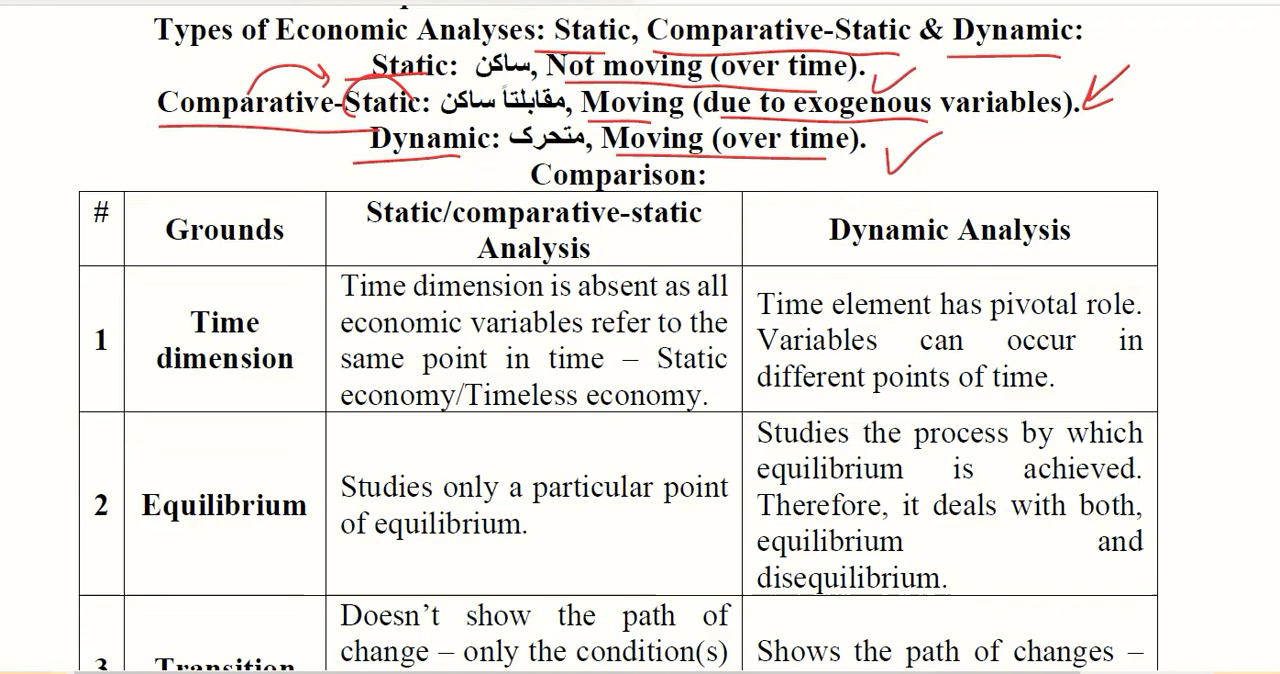 Types of Economic Analyses: Static, Comparative-Static & Dynamic:
Static: ساکن, Not moving (over time).
Comparative-Static: مقابلتاً ساکن, Moving (due to exogenous variables).
Dynamic: متحرک, Moving (over time).
Comparison:
#
Grounds
Static/comparative-static
Analysis
Dynamic Analysis
1
Time
dimension
Time dimension is absent as all
economic variables refer to the
same point in time – Static
economy/Timeless economy.
Time element has pivotal role.
Variables can occur in
different points of time.
2
Equilibrium
Studies only a particular point
of equilibrium.
Studies the process by which
equilibrium is achieved.
Therefore, it deals with both,
equilibrium and
disequilibrium.
3
Transition
Doesn’t show the path of
change – only the condition(s)
Shows the path of changes –